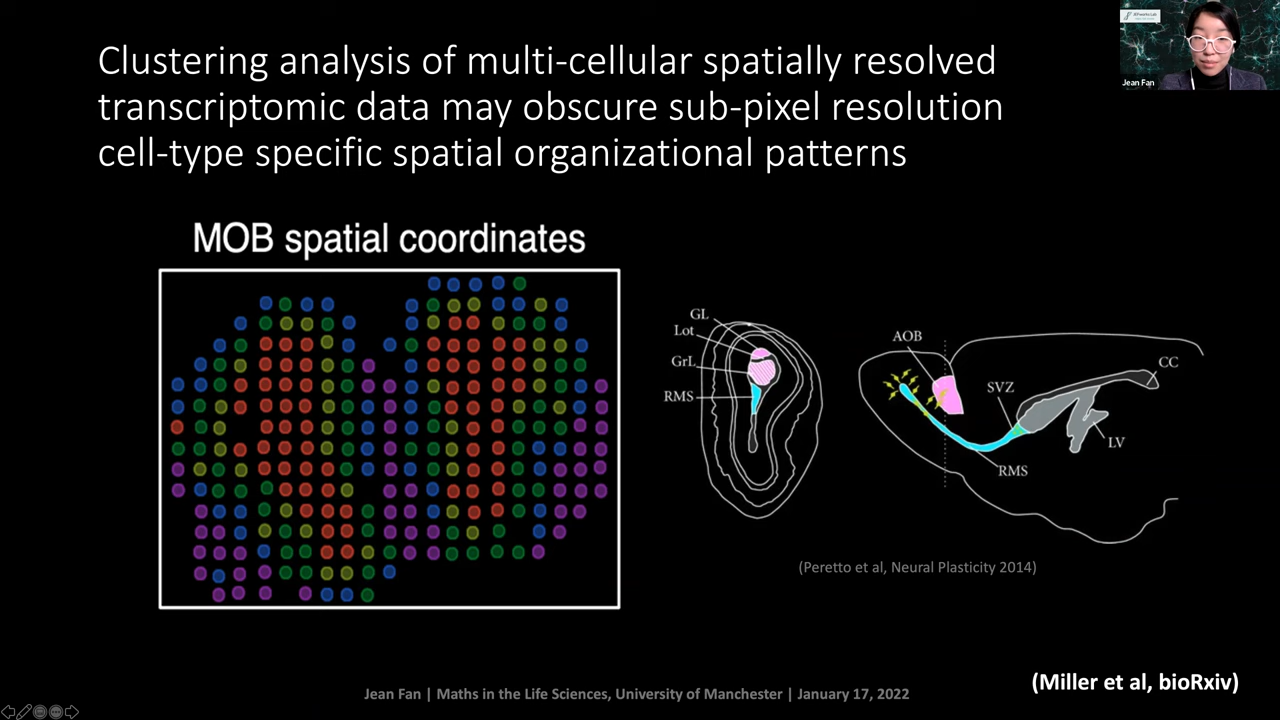 Clustering analysis of multi-cellular spatially resolved
transcriptomic data may obscure sub-pixel resolution
cell-type specific spatial organizational patterns
Jean Fan
MOB spatial coordinates
GL
Lot
GrL
RMS
AOB
SVZ
CC
LV
RMS
(Peretto et al, Neural Plasticity 2014)
(Miller et al, bioRxiv)
Jean Fan | Maths in the Life Sciences, University of Manchester | January 17, 2022